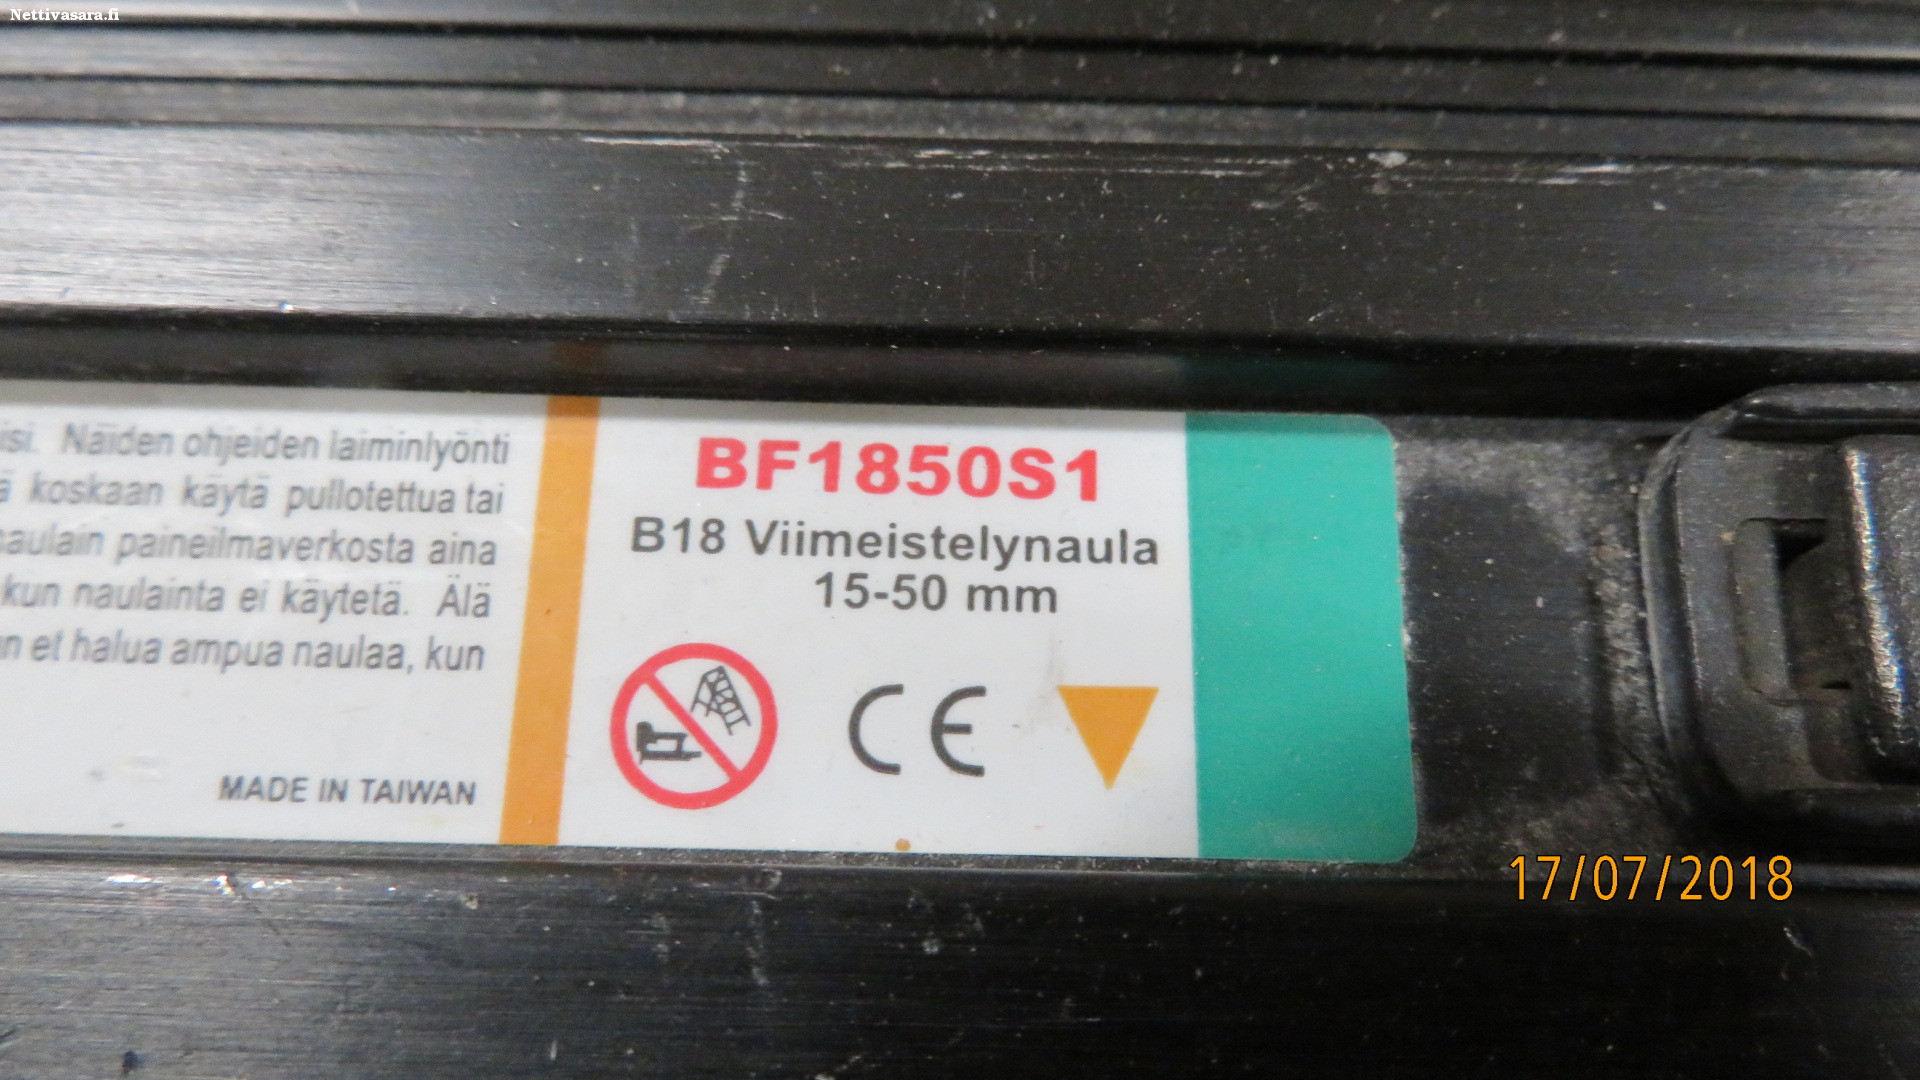 Nettivasara.fi
isi. Näiden ohjeiden laiminlyönti
ä koskaan käytä pullotettua tai
naulain paineilmaverkosta aina
kun naulainta ei käytetä. Älä
n et halua ampua naulaa, kun
MADE IN TAIWAN
BF1850S1
B18 Viimeistelynaula
15-50 mm
CE
17/07/2018